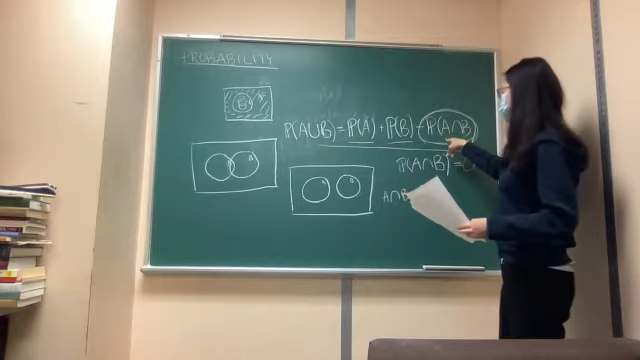 PROBABILITY
B
P(A∪B)=P(A)+P(B)-P(A∩B)
P(A∩B)=0
B
B
A∩B